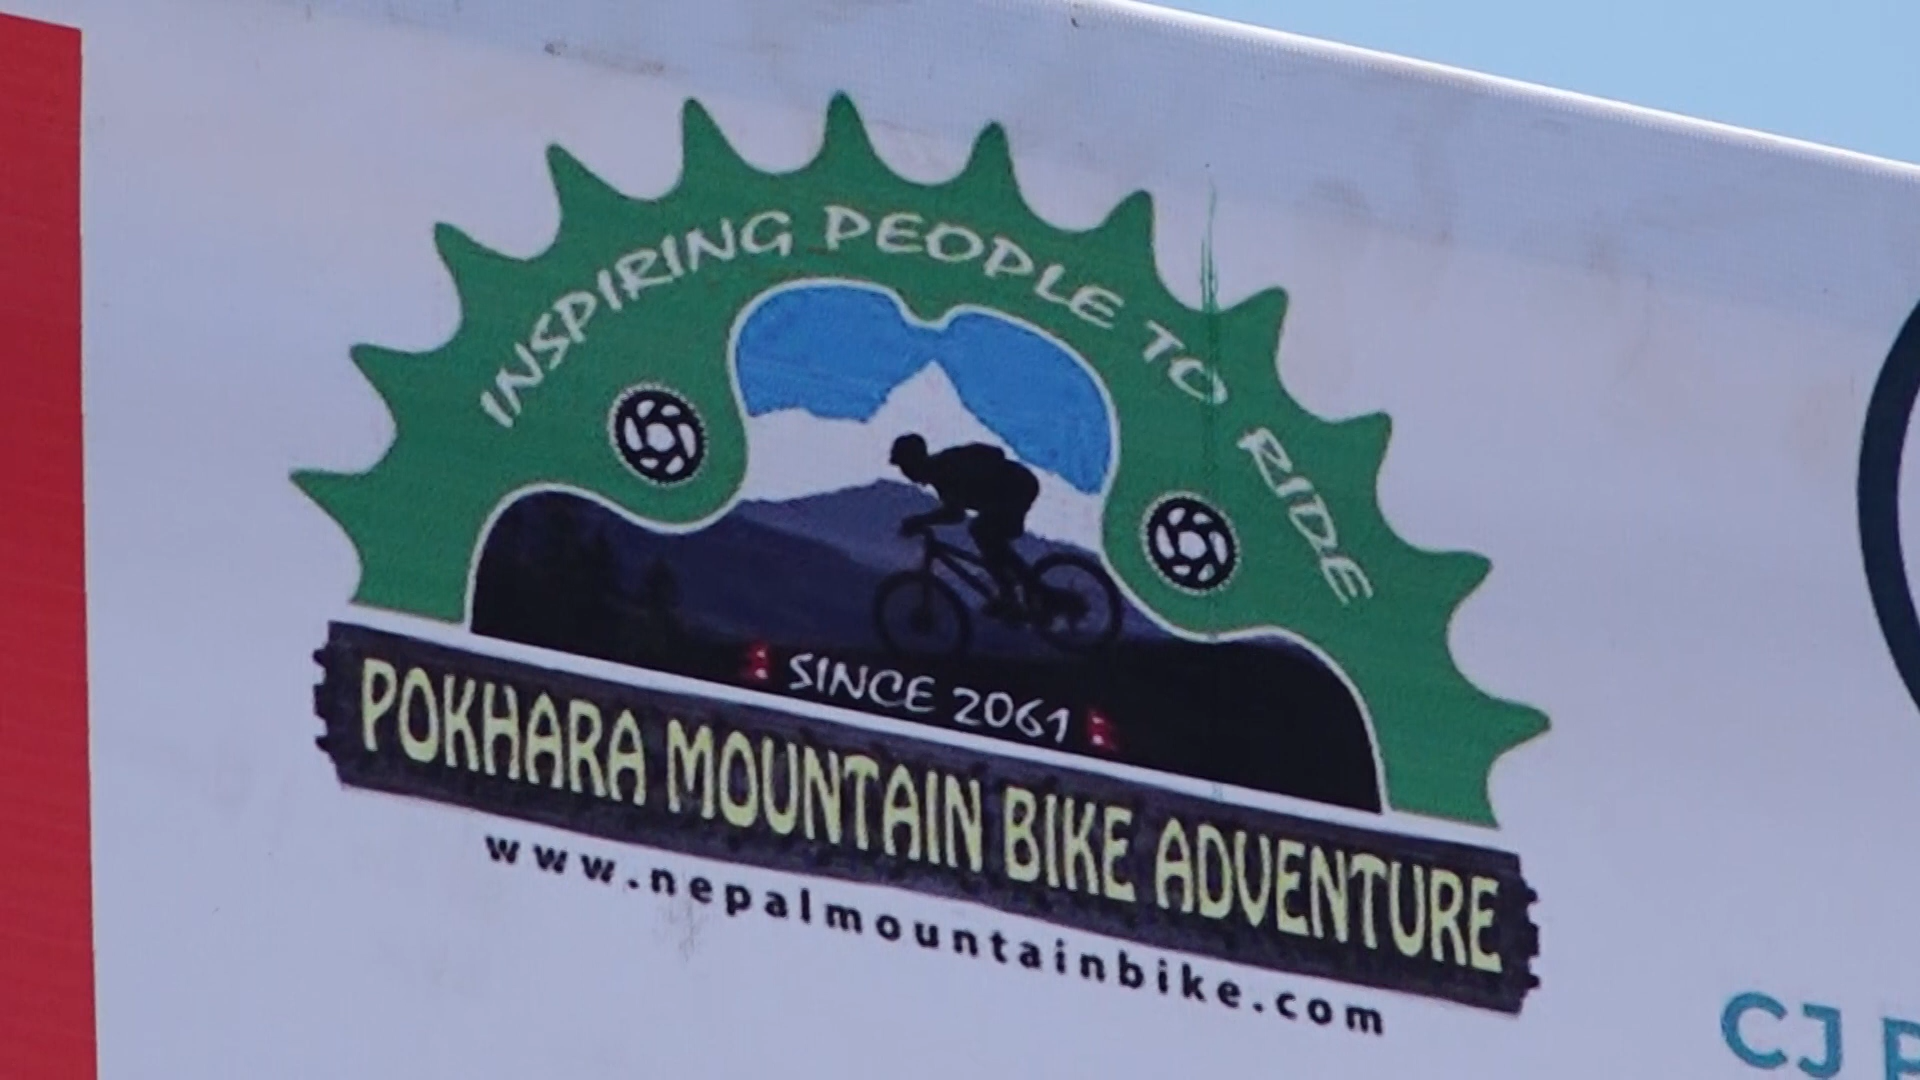 INSPIRING PEOPLE TO RIDE
SINCE 2061
POKHARA MOUNTAIN BIKE ADVENTURE
www.nepalmountainbike.com
CJ